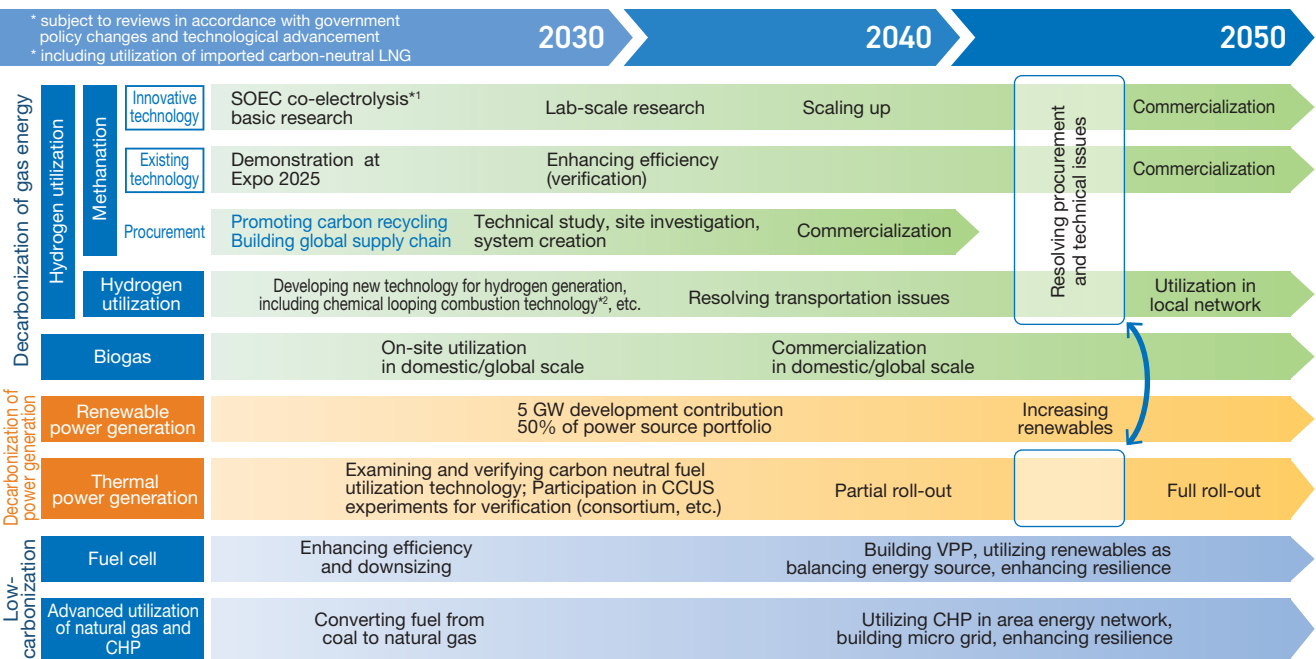 * subject to reviews in accordance with government
policy changes and technological advancement
* including utilization of imported carbon-neutral LNG
2030
2040
2050
Decarbonization of gas energy
Hydrogen utilization
Methanation
Innovative
technology
SOEC co-electrolysis*1
basic research
Lab-scale research
Scaling up
Resolving procurement
and technical issues
Commercialization
Existing
technology
Demonstration at
Expo 2025
Enhancing efficiency
(verification)
Commercialization
Procurement
Promoting carbon recycling
Building global supply chain
Technical study, site investigation,
system creation
Commercialization
Hydrogen
utilization
Developing new technology for hydrogen generation,
including chemical looping combustion technology*2, etc.
Resolving transportation issues
Utilization in
local network
Biogas
On-site utilization
in domestic/global scale
Commercialization
in domestic/global scale
Decarbonization of
power generation
Renewable
power generation
5 GW development contribution
50% of power source portfolio
Increasing
renewables
Thermal
power generation
Examining and verifying carbon neutral fuel
utilization technology; Participation in CCUS
experiments for verification (consortium, etc.)
Partial roll-out
Full roll-out
Low-
carbonization
Fuel cell
Enhancing efficiency
and downsizing
Building VPP, utilizing renewables as
balancing energy source, enhancing resilience
Advanced utilization
of natural gas and
CHP
Converting fuel from
coal to natural gas
Utilizing CHP in area energy network,
building micro grid, enhancing resilience